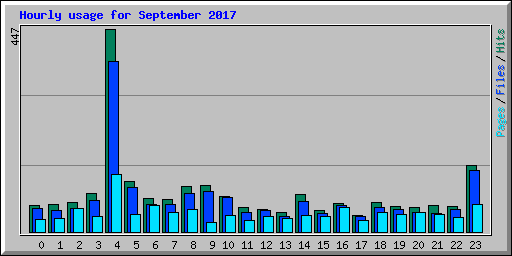 Hourly usage for September 2017
447
Pages/Files/Hits
0 1 2 3 4 5 6 7 8 9 10 11 12 13 14 15 16 17 18 19 20 21 22 23